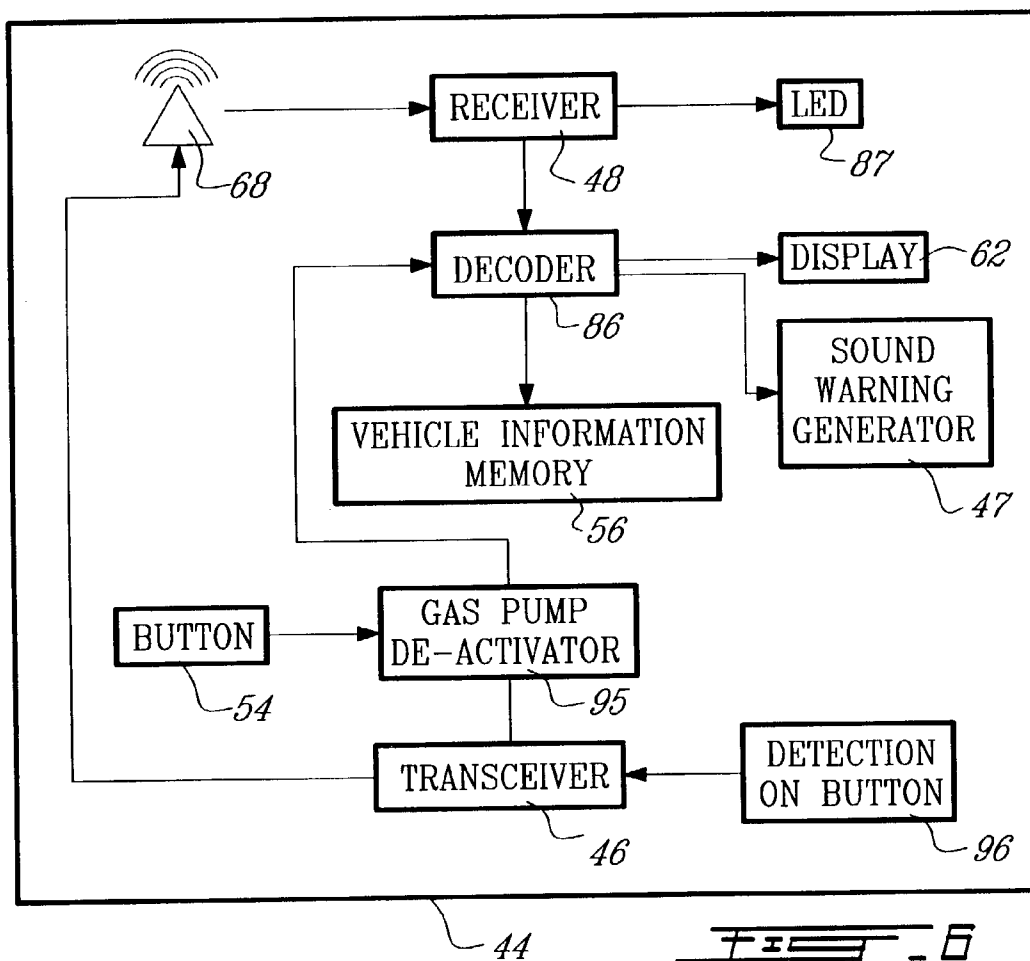 RECEIVER
48
LED
87
68
DECODER
86
DISPLAY
62
SOUND
WARNING
GENERATOR
47
VEHICLE INFORMATION
MEMORY
56
BUTTON
54
GAS PUMP
DE-ACTIVATOR
95
TRANSCEIVER
46
DETECTION
ON BUTTON
96
44
Fig_6